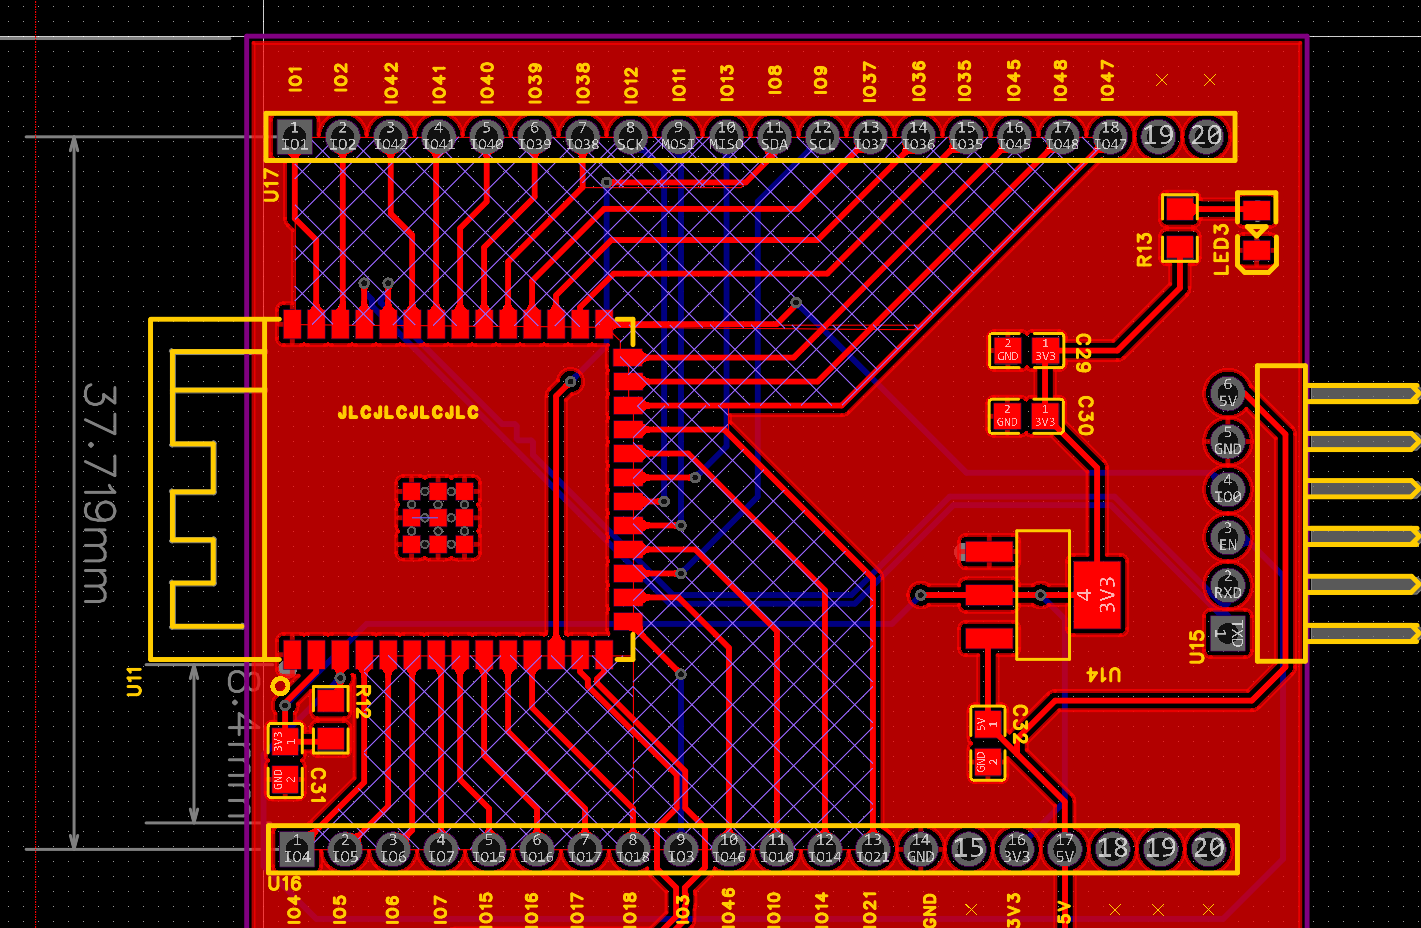 IO1 IO2 IO42 IO41 IO40 IO39 IO38 IO12 IO11 IO13 IO8 IO9 IO37 IO36 IO35 IO45 IO48 IO47
1 2 3 4 5 6 7 8 9 10 11 12 13 14 15 16 17 18 19 20
IO1 IO2 IO42 IO41 IO40 IO39 IO38 SCK MOSI MISO SDA SCL IO37 IO36 IO35 IO45 IO48 IO47
U17
R13
LED3
2 GND
1 3V3
C29
2 GND
1 3V3
C30
JLCJLCJLCJLC
37.719mm
6
5V
5
GND
4
IO0
3
EN
2
RXD
1
TXD
U15
4
3V3
U14
U11
8.4mm
R12
3V3 1
GND 2
C31
5V 1
GND 2
C32
1 2 3 4 5 6 7 8 9 10 11 12 13 14 15 16 17 18 19 20
IO4 IO5 IO6 IO7 IO15 IO16 IO17 IO18 IO3 IO46 IO10 IO14 IO21 GND 3V3 5V
U16
IO4 IO5 IO6 IO7 IO15 IO16 IO17 IO18 IO3 IO46 IO10 IO14 IO21 GND 3V3 5V